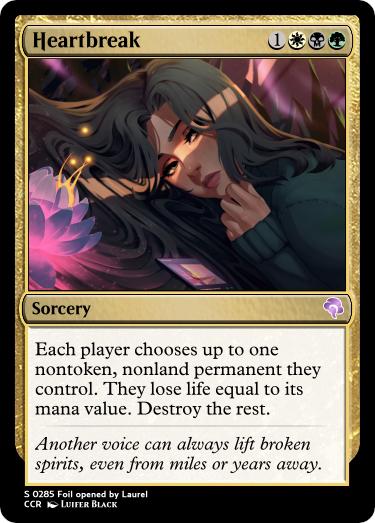 Heartbreak 1
Sorcery
Each player chooses up to one
nontoken, nonland permanent they
control. They lose life equal to its
mana value. Destroy the rest.
Another voice can always lift broken
spirits, even from miles or years away.
S 0285 Foil opened by Laurel
CCR Luifer Black